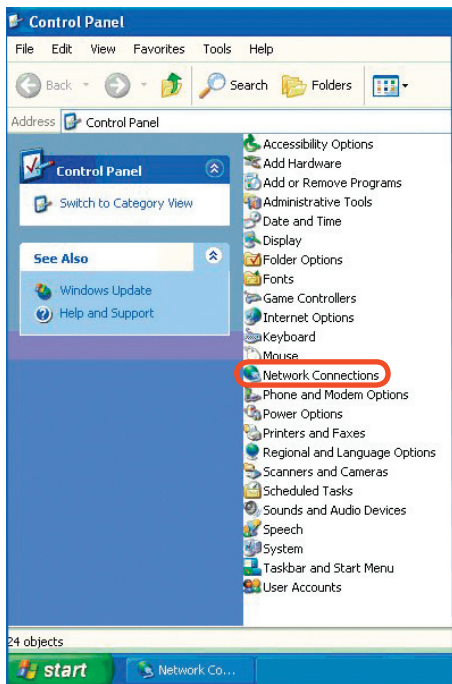 Control Panel
File Edit View Favorites Tools Help
Back Search Folders
Address Control Panel
Control Panel
Switch to Category View
See Also
Windows Update
Help and Support
Accessibility Options
Add Hardware
Add or Remove Programs
Administrative Tools
Date and Time
Display
Folder Options
Fonts
Game Controllers
Internet Options
Keyboard
Mouse
Network Connections
Phone and Modem Options
Power Options
Printers and Faxes
Regional and Language Options
Scanners and Cameras
Scheduled Tasks
Sounds and Audio Devices
Speech
System
Taskbar and Start Menu
User Accounts
24 objects
start Network Co...